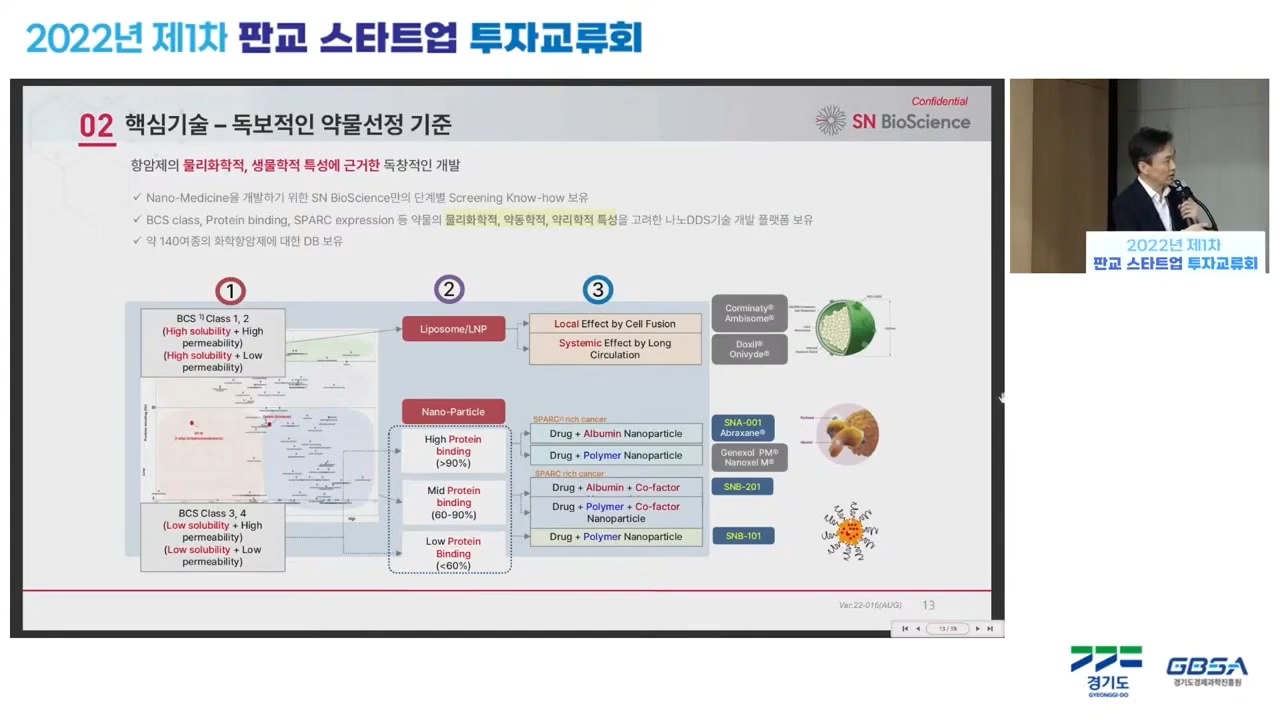 2022년 제1차 판교 스타트업 투자교류회
Confidential
02 핵심기술 – 독보적인 약물선정 기준
SN BioScience
항암제의 물리화학적, 생물학적 특성에 근거한 독창적인 개발
✓ Nano-Medicine을 개발하기 위한 SN BioScience만의 단계별 Screening Know-how 보유
✓ BCS class, Protein binding, SPARC expression 등 약물의 물리화학적, 약동학적, 약리학적 특성을 고려한 나노DDS기술 개발 플랫폼 보유
✓ 약 140여종의 화학항암제에 대한 DB 보유
1
2
3
BCS 1) Class 1, 2
(High solubility + High
permeability)
(High solubility + Low
permeability)
Liposome/LNP
Local Effect by Cell Fusion
Systemic Effect by Long
Circulation
Corminaty®
Ambisome®
Doxil®
Onivyde®
Nano-Particle
High Protein
binding
(>90%)
Mid Protein
binding
(60-90%)
Low Protein
Binding
(<60%)
SPARC2) rich cancer
Drug + Albumin Nanoparticle
Drug + Polymer Nanoparticle
SPARC rich cancer
Drug + Albumin + Co-factor
Drug + Polymer + Co-factor
Nanoparticle
Drug + Polymer Nanoparticle
SNA-001
Abraxane®
Genexol PM®
Nanoxel M®
SNB-201
SNB-101
High
BCS Class 3, 4
(Low solubility + High
permeability)
(Low solubility + Low
permeability)
Ver.22-016(AUG)
13
13 / 38
2022년 제1차
판교 스타트업 투자교류회
경기도
GYEONGGI-DO
GBSA
경기도경제과학진흥원